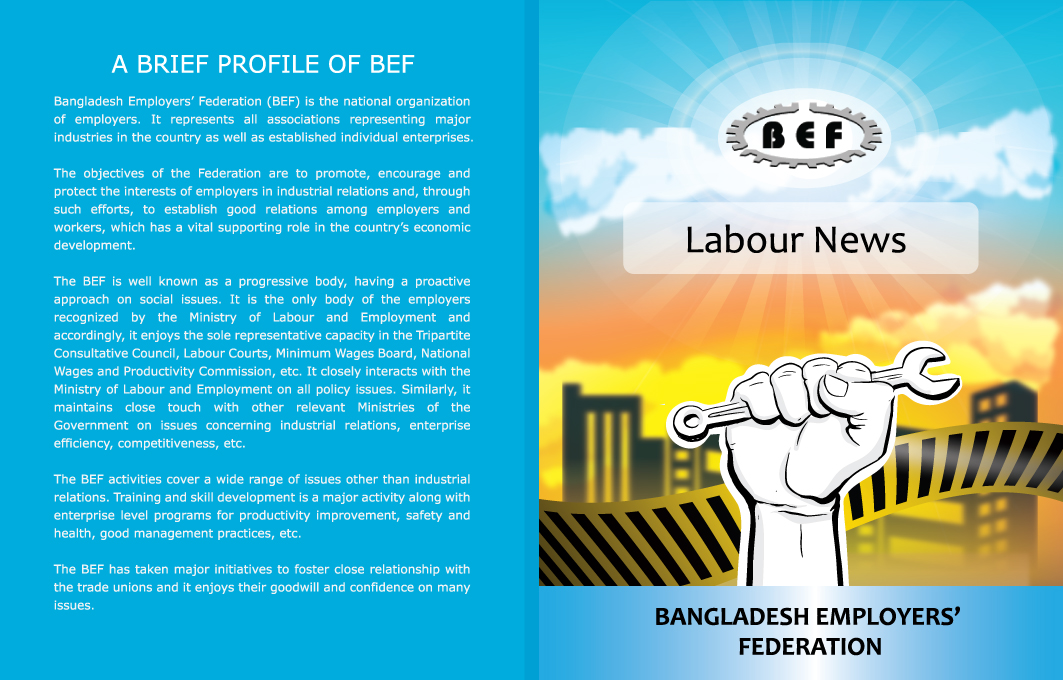 A BRIEF PROFILE OF BEF
Bangladesh Employers’ Federation (BEF) is the national organization
of employers. It represents all associations representing major
industries in the country as well as established individual enterprises.
The objectives of the Federation are to promote, encourage and
protect the interests of employers in industrial relations and, through
such efforts, to establish good relations among employers and
workers, which has a vital supporting role in the country’s economic
development.
The BEF is well known as a progressive body, having a proactive
approach on social issues. It is the only body of the employers
recognized by the Ministry of Labour and Employment and
accordingly, it enjoys the sole representative capacity in the Tripartite
Consultative Council, Labour Courts, Minimum Wages Board, National
Wages and Productivity Commission, etc. It closely interacts with the
Ministry of Labour and Employment on all policy issues. Similarly, it
maintains close touch with other relevant Ministries of the
Government on issues concerning industrial relations, enterprise
efficiency, competitiveness, etc.
The BEF activities cover a wide range of issues other than industrial
relations. Training and skill development is a major activity along with
enterprise level programs for productivity improvement, safety and
health, good management practices, etc.
The BEF has taken major initiatives to foster close relationship with
the trade unions and it enjoys their goodwill and confidence on many
issues.
BEF
Labour News
BANGLADESH EMPLOYERS’
FEDERATION